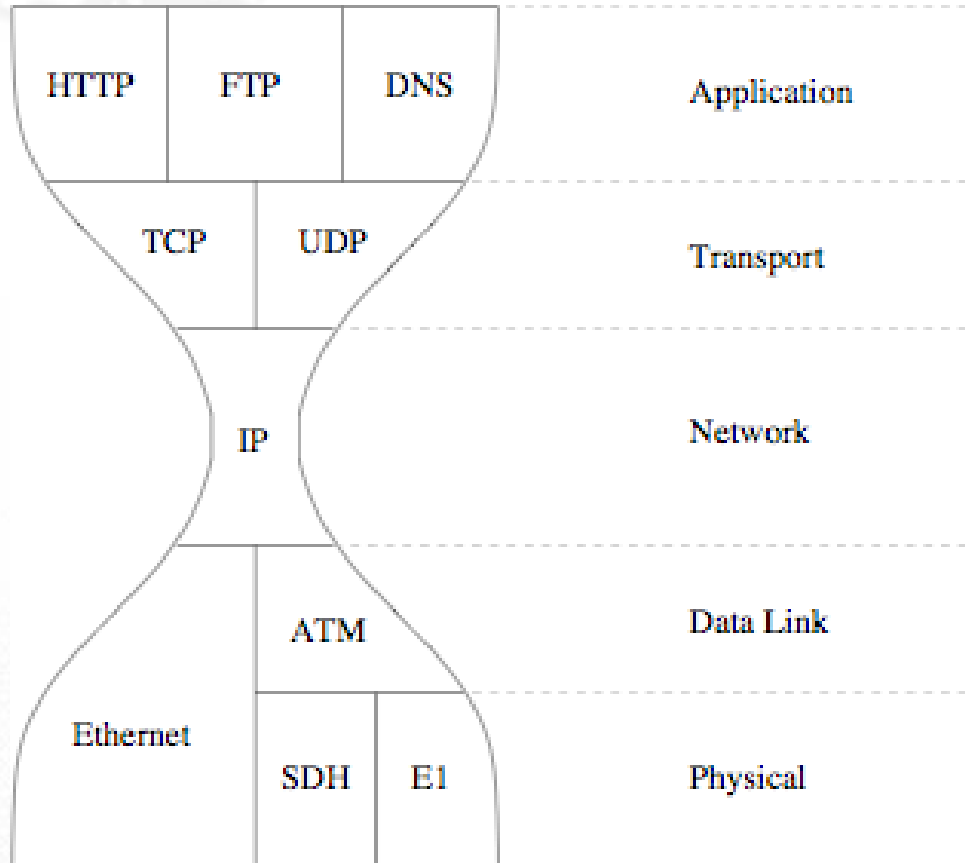 HTTP FTP DNS Application
TCP UDP Transport
IP Network
ATM Data Link
Ethernet
SDH E1 Physical